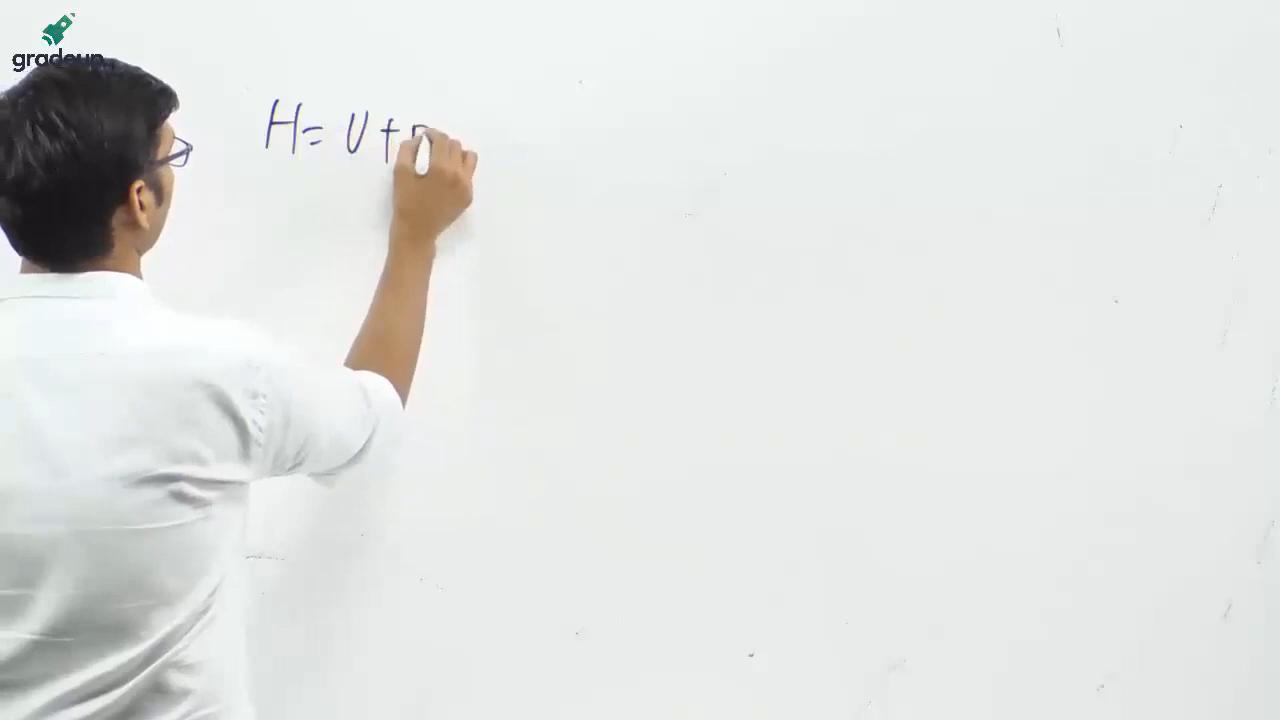 gradeup
H = U +